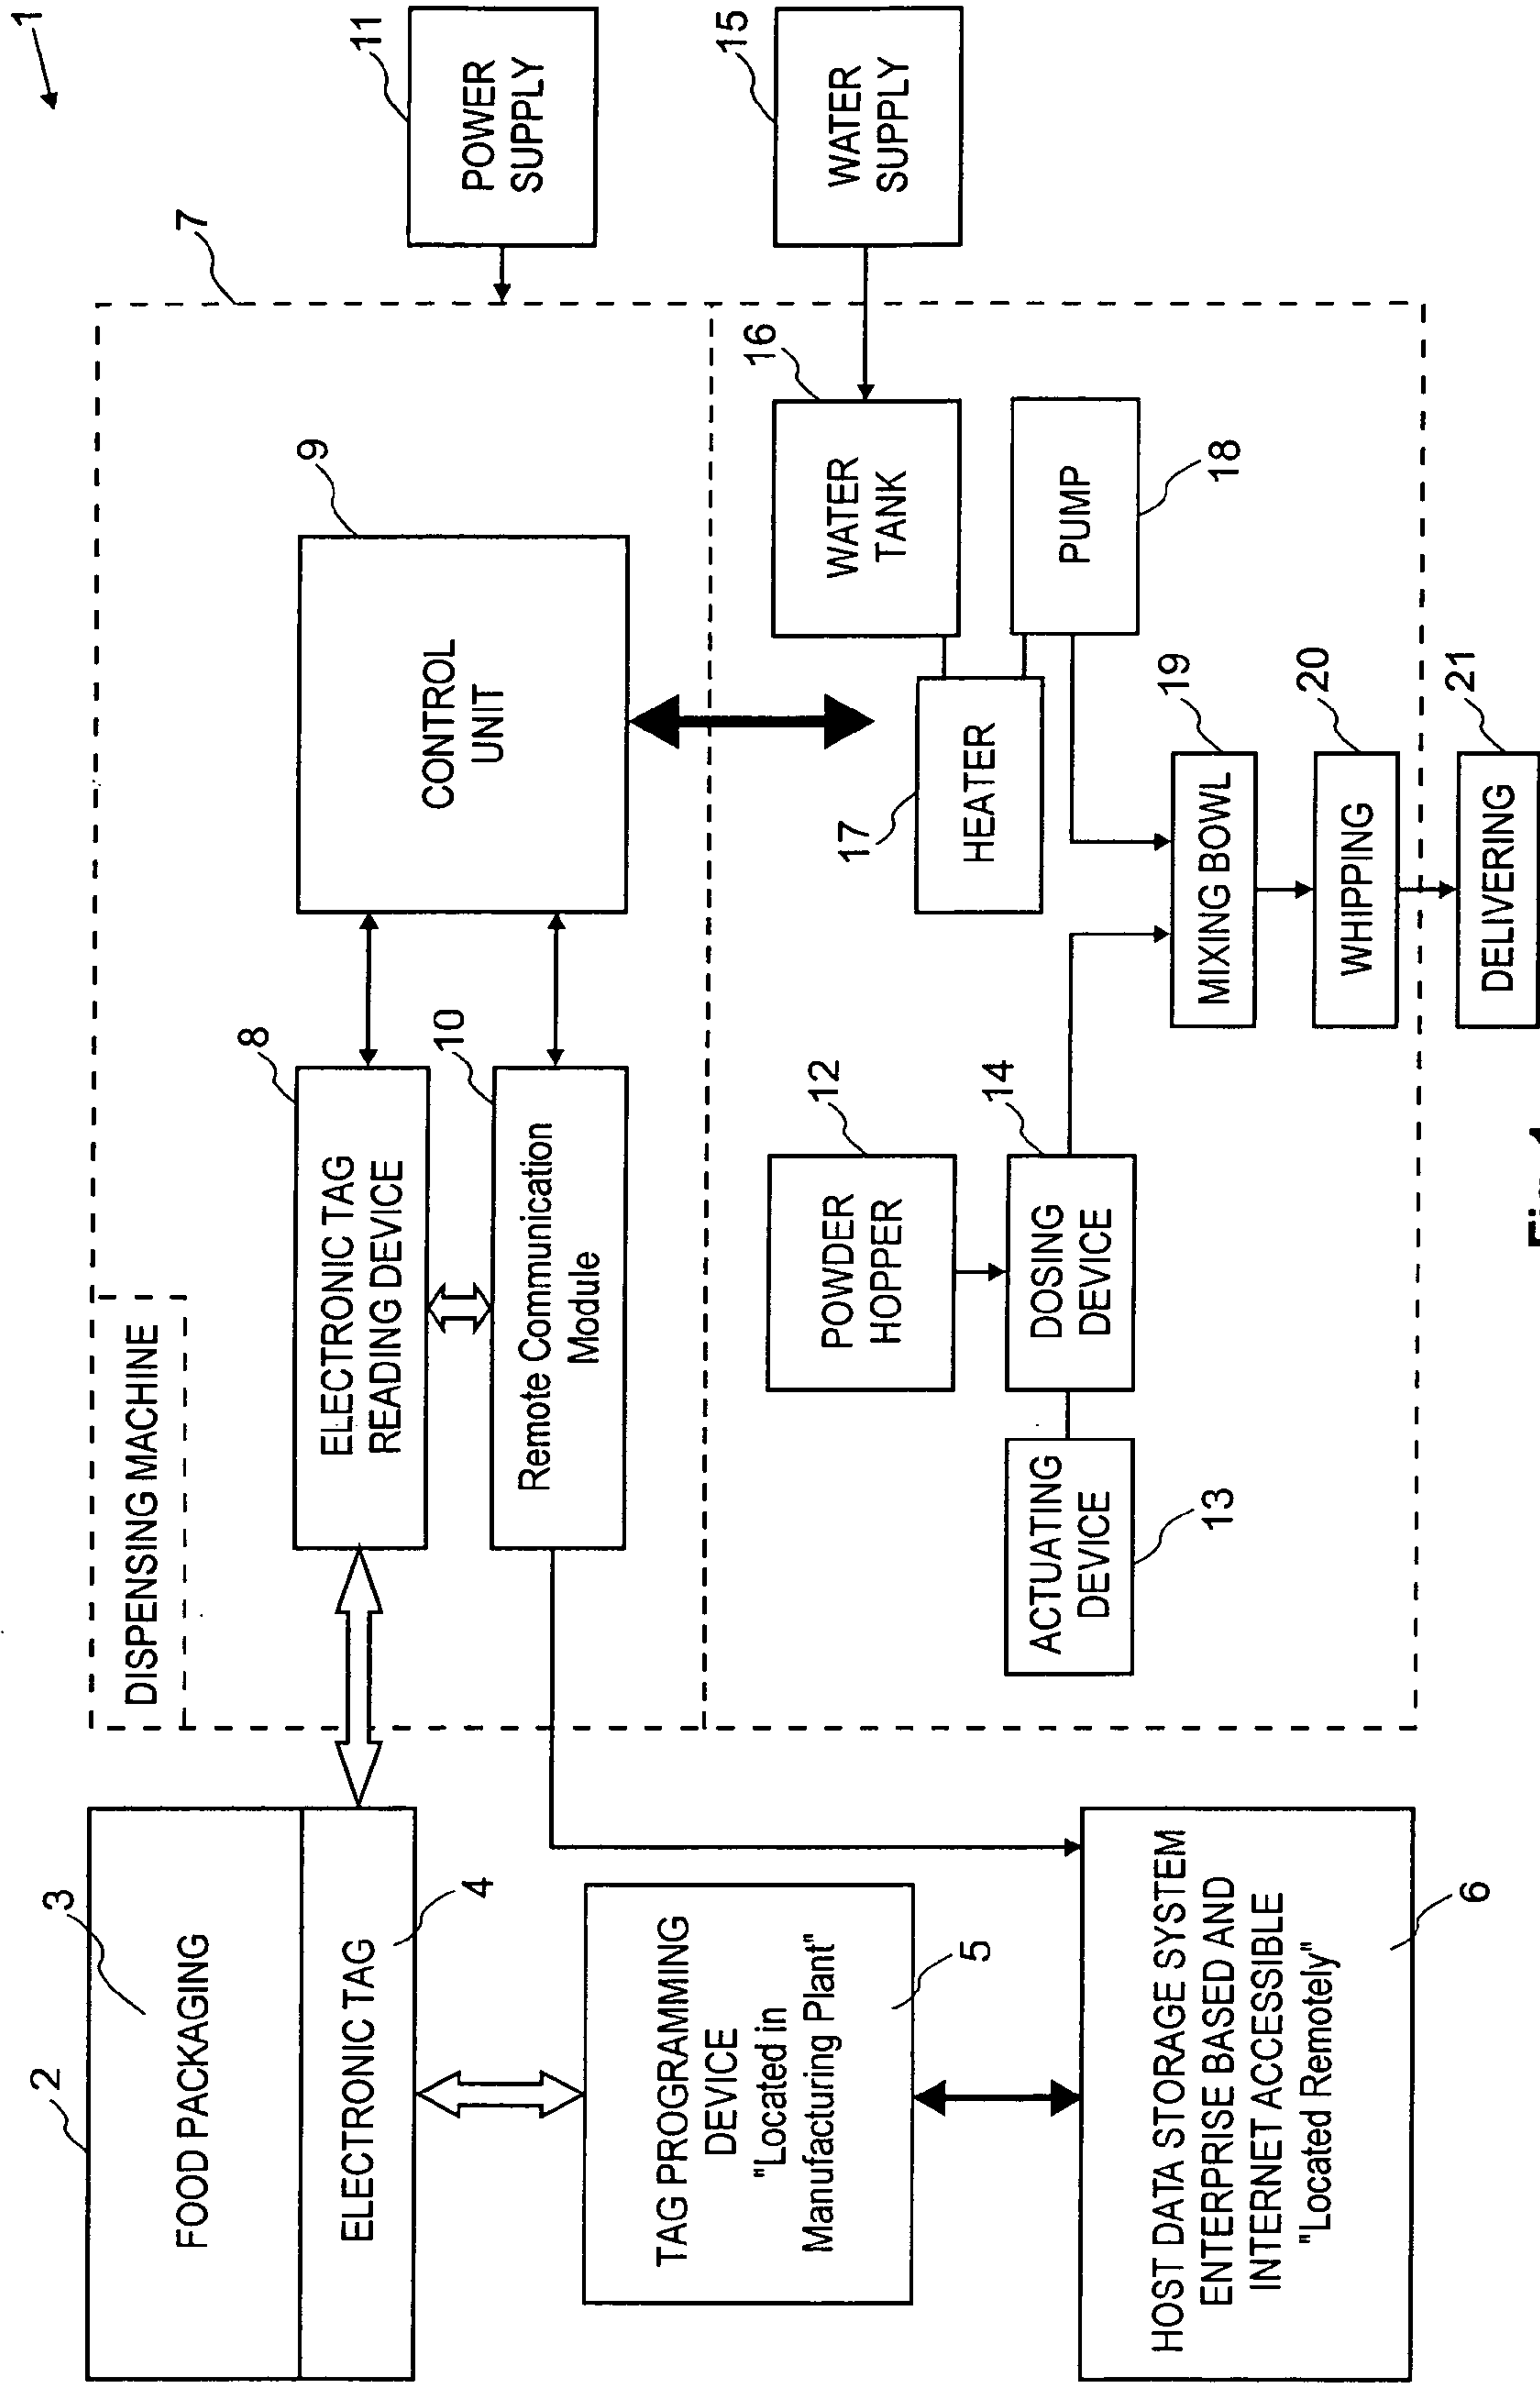 1
2
3
FOOD PACKAGING
ELECTRONIC TAG
4
TAG PROGRAMMING
DEVICE
"Located in
Manufacturing Plant"
5
HOST DATA STORAGE SYSTEM
ENTERPRISE BASED AND
INTERNET ACCESSIBLE
"Located Remotely"
6
DISPENSING MACHINE
7
8
ELECTRONIC TAG
READING DEVICE
10
Remote Communication
Module
9
CONTROL
UNIT
11
POWER
SUPPLY
12
POWDER
HOPPER
14
DOSING
DEVICE
ACTUATING
DEVICE
13
15
WATER
SUPPLY
16
WATER
TANK
17
HEATER
PUMP
18
19
MIXING BOWL
20
WHIPPING
21
DELIVERING